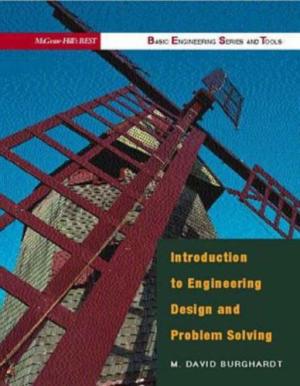 McGraw-Hill's BEST
BASIC ENGINEERING SERIES AND TOOLS
Introduction
to Engineering
Design and
Problem Solving
M. DAVID BURGHARDT